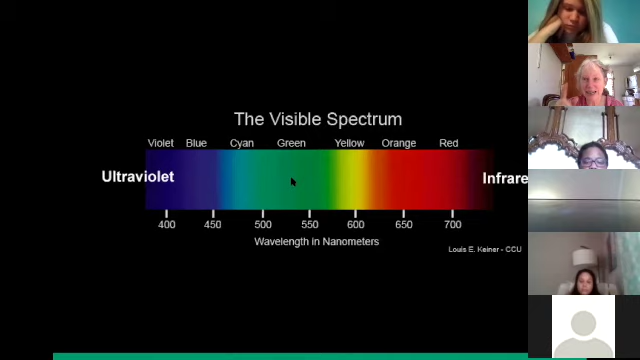 The Visible Spectrum
Violet Blue Cyan Green Yellow Orange Red
Ultraviolet Infrare
400 450 500 550 600 650 700
Wavelength in Nanometers
Louis E. Keiner - CCU